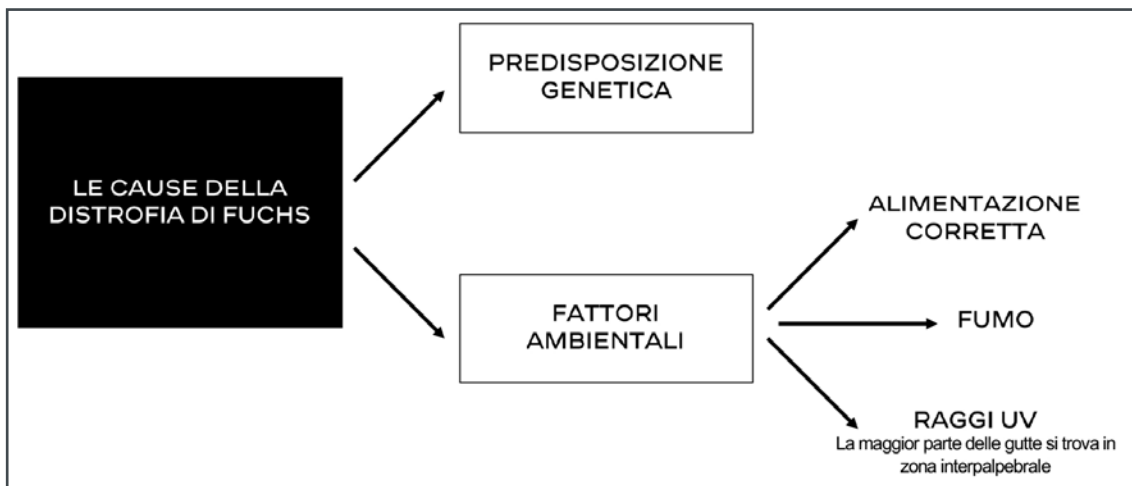 LE CAUSE DELLA
DISTROFIA DI FUCHS
PREDISPOSIZIONE
GENETICA
FATTORI
AMBIENTALI
ALIMENTAZIONE
CORRETTA
FUMO
RAGGI UV
La maggior parte delle gutte si trova in
zona interpalpebrale